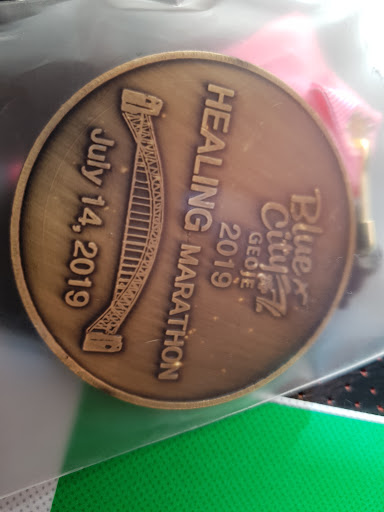 Blue
City
GEOJE
2019
HEALING MARATHON
July 14, 2019